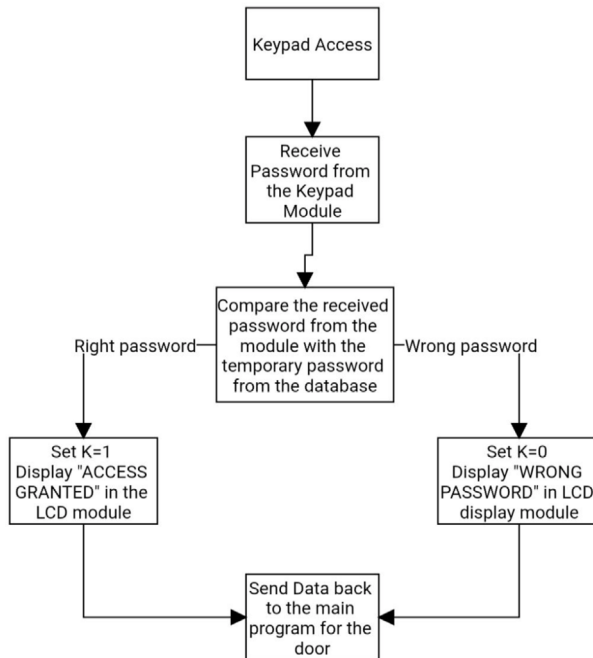 Keypad Access
Receive
Password from
the Keypad
Module
Compare the received
password from the
module with the
temporary password
from the database
Right password
Wrong password
Set K=1
Display "ACCESS
GRANTED" in the
LCD module
Set K=0
Display "WRONG
PASSWORD" in LCD
display module
Send Data back
to the main
program for the
door